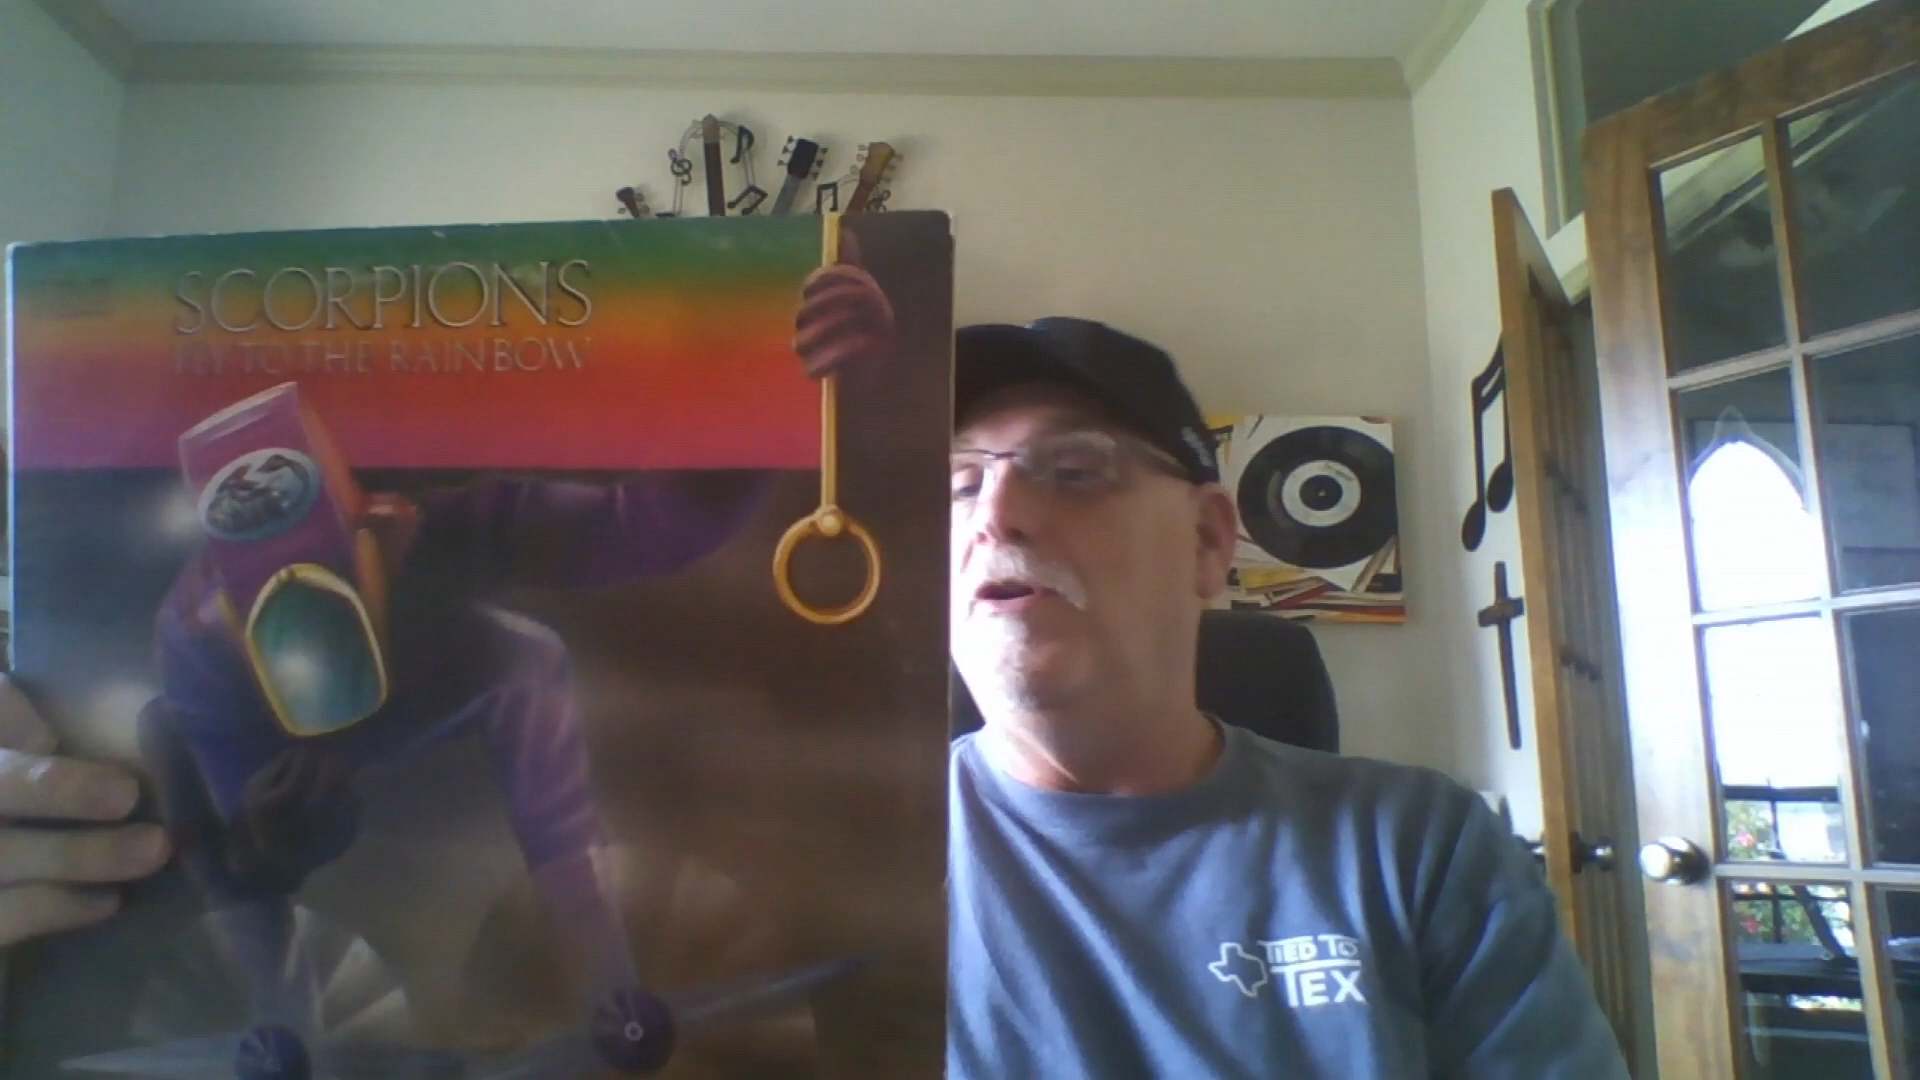 SCORPIONS
FLY TO THE RAINBOW
TIED TO
TEX